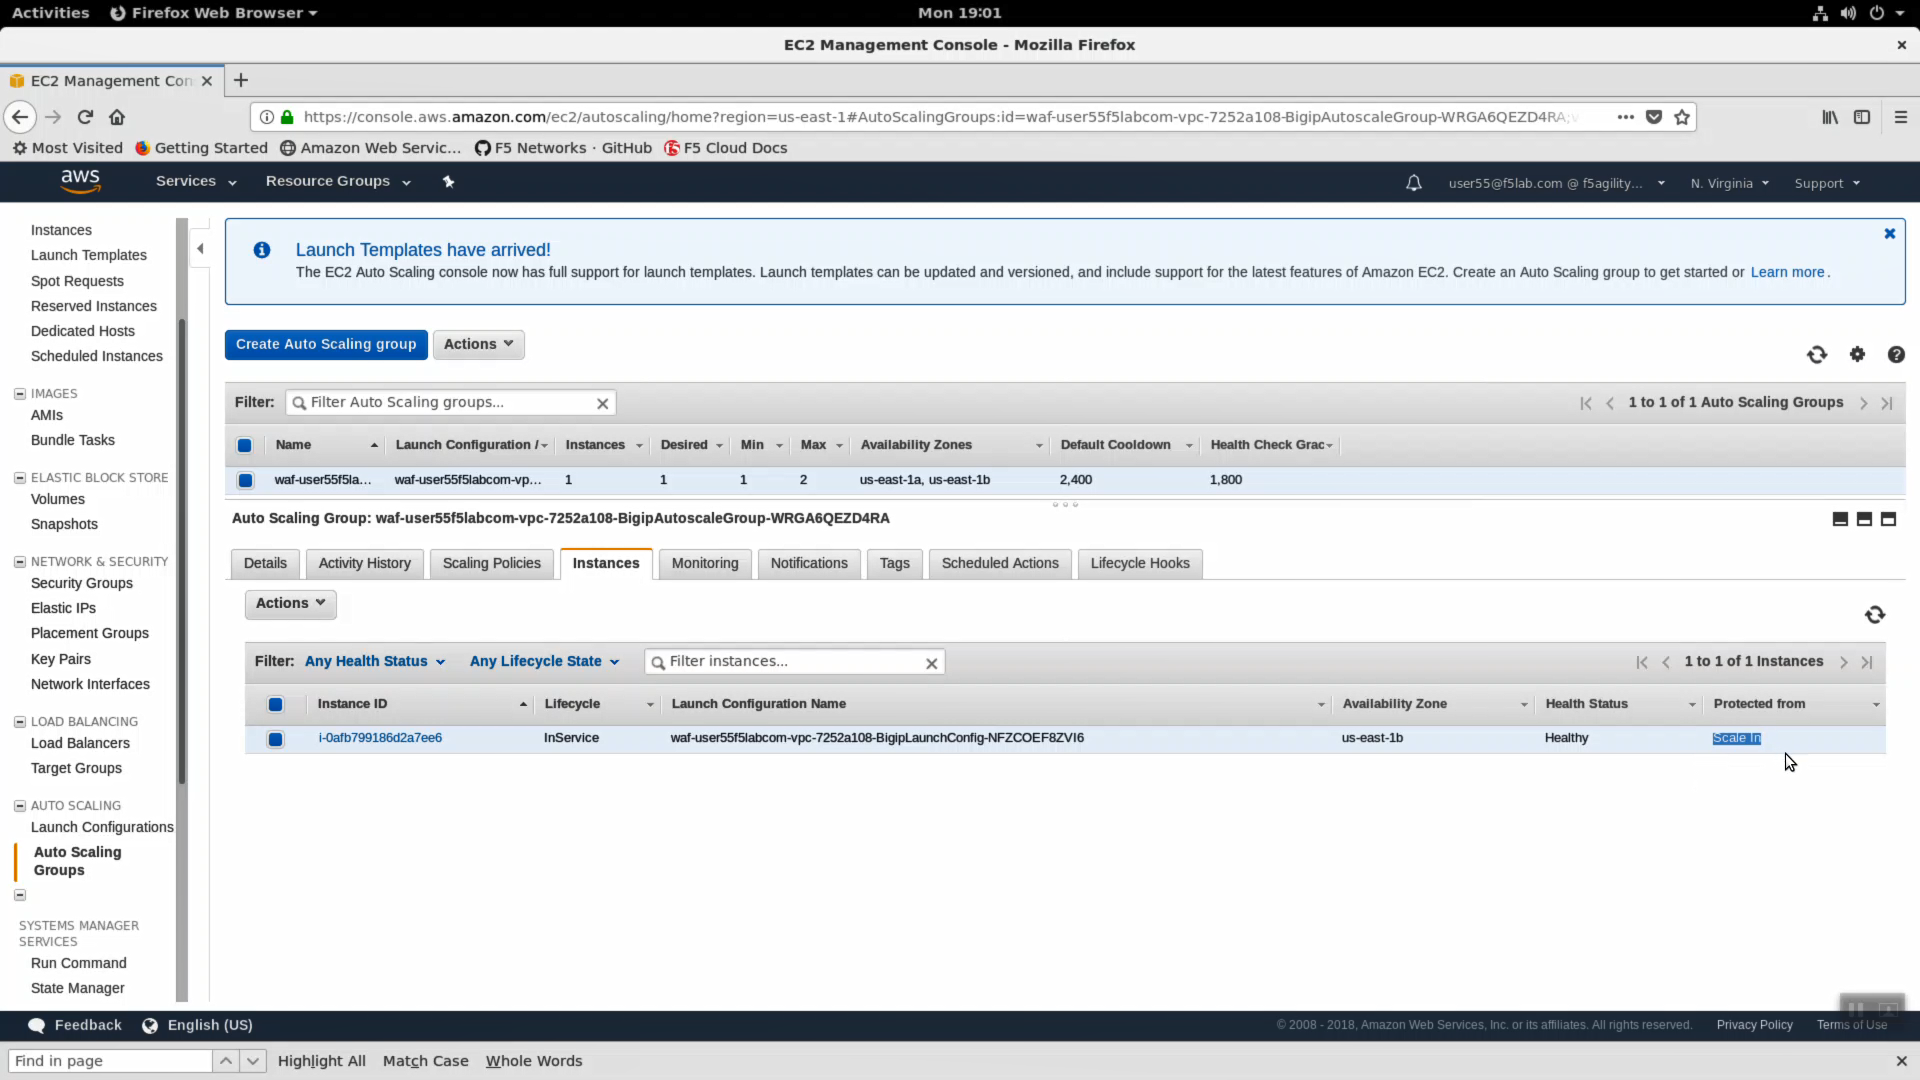 Activities Firefox Web Browser Mon 19:01
EC2 Management Console - Mozilla Firefox
EC2 Management Con
https://console.aws.amazon.com/ec2/autoscaling/home?region=us-east-1#AutoScalingGroups:id=waf-user55f5labcom-vpc-7252a108-BigipAutoscaleGroup-WRGA6QEZD4RA;v
Most Visited Getting Started Amazon Web Servic... F5 Networks · GitHub F5 Cloud Docs
aws Services Resource Groups user55@f5lab.com @ f5agility... N. Virginia Support
Instances
Launch Templates
Spot Requests
Reserved Instances
Dedicated Hosts
Scheduled Instances
IMAGES
AMIs
Bundle Tasks
ELASTIC BLOCK STORE
Volumes
Snapshots
NETWORK & SECURITY
Security Groups
Elastic IPs
Placement Groups
Key Pairs
Network Interfaces
LOAD BALANCING
Load Balancers
Target Groups
AUTO SCALING
Launch Configurations
Auto Scaling
Groups
SYSTEMS MANAGER
SERVICES
Run Command
State Manager
Launch Templates have arrived!
The EC2 Auto Scaling console now has full support for launch templates. Launch templates can be updated and versioned, and include support for the latest features of Amazon EC2. Create an Auto Scaling group to get started or Learn more.
Create Auto Scaling group Actions
Filter: Filter Auto Scaling groups... 1 to 1 of 1 Auto Scaling Groups
Name Launch Configuration / Instances Desired Min Max Availability Zones Default Cooldown Health Check Grac
waf-user55f5la... waf-user55f5labcom-vp... 1 1 1 2 us-east-1a, us-east-1b 2,400 1,800
Auto Scaling Group: waf-user55f5labcom-vpc-7252a108-BigipAutoscaleGroup-WRGA6QEZD4RA
Details Activity History Scaling Policies Instances Monitoring Notifications Tags Scheduled Actions Lifecycle Hooks
Actions
Filter: Any Health Status Any Lifecycle State Filter instances... 1 to 1 of 1 Instances
Instance ID Lifecycle Launch Configuration Name Availability Zone Health Status Protected from
i-0afb799186d2a7ee6 InService waf-user55f5labcom-vpc-7252a108-BigipLaunchConfig-NFZCOEF8ZVI6 us-east-1b Healthy Scale In
Feedback English (US) © 2008 - 2018, Amazon Web Services, Inc. or its affiliates. All rights reserved. Privacy Policy Terms of Use
Find in page Highlight All Match Case Whole Words